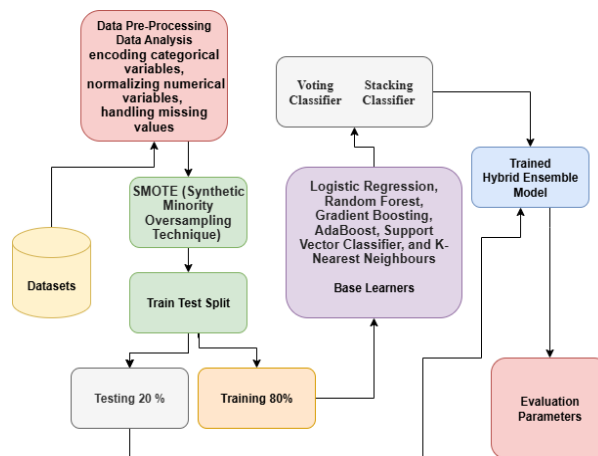 Data Pre-Processing
Data Analysis
encoding categorical
variables,
normalizing numerical
variables,
handling missing
values
SMOTE (Synthetic
Minority
Oversampling
Technique)
Datasets
Train Test Split
Testing 20 %
Training 80%
Logistic Regression,
Random Forest,
Gradient Boosting,
AdaBoost, Support
Vector Classifier, and K-
Nearest Neighbours
Base Learners
Voting
Classifier
Stacking
Classifier
Trained
Hybrid Ensemble
Model
Evaluation
Parameters